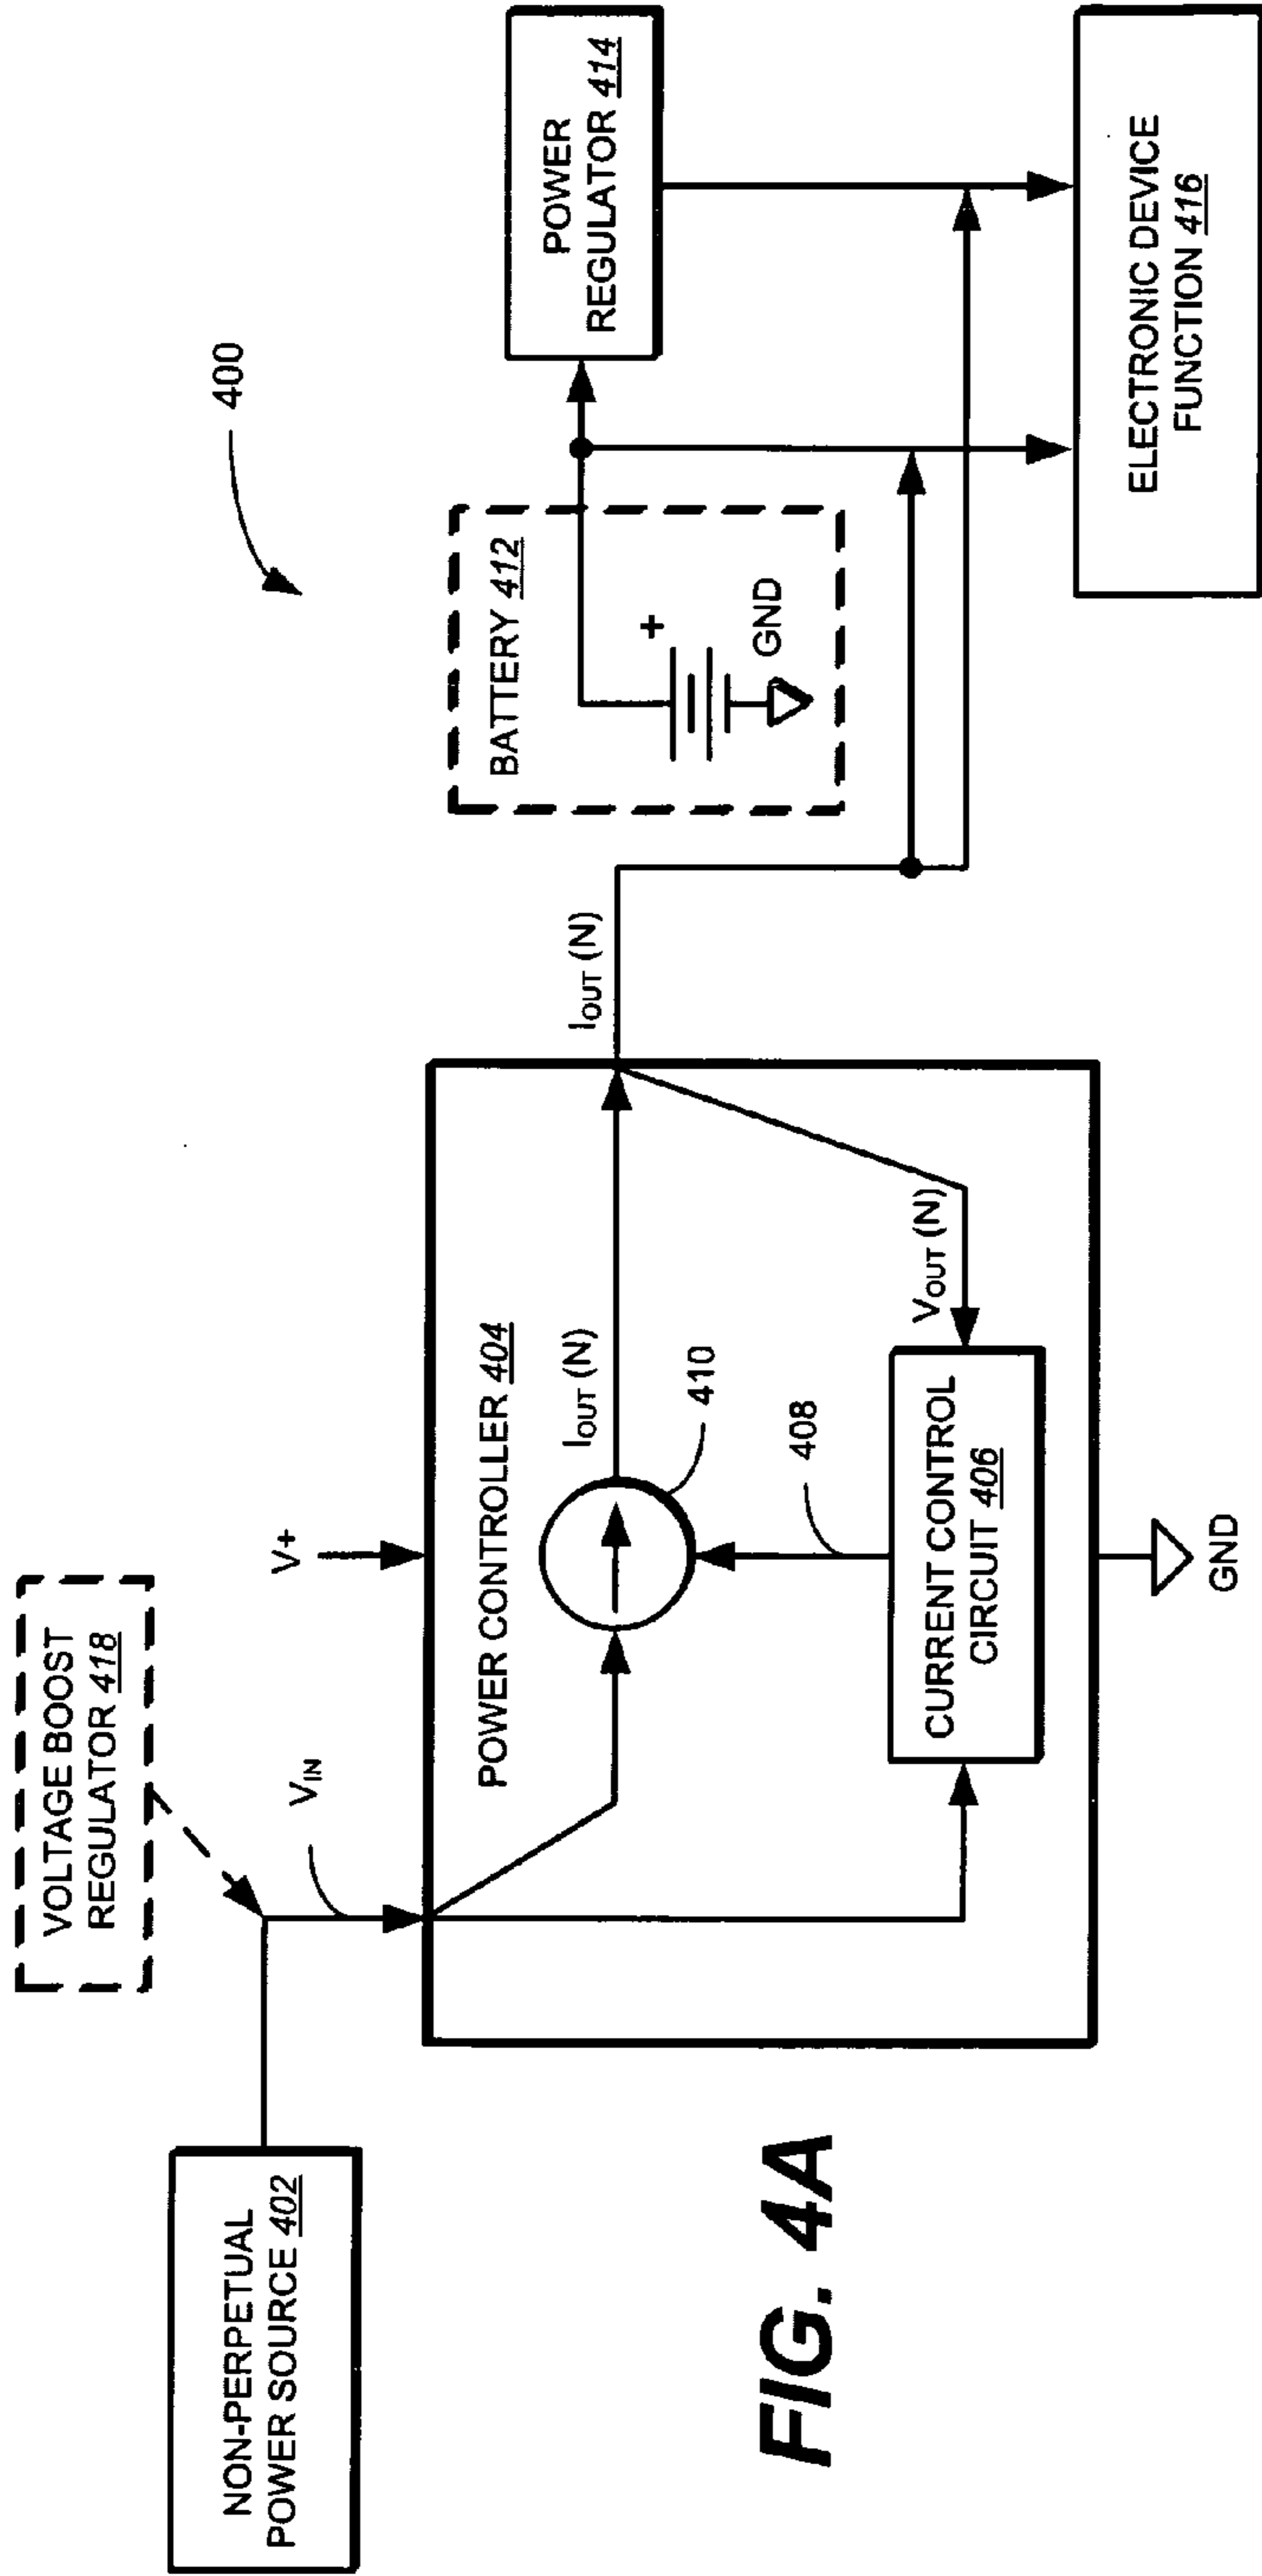 VOLTAGE BOOST
REGULATOR 418
400
NON-PERPETUAL
POWER SOURCE 402
V+
VIN
POWER CONTROLLER 404
IOUT (N)
IOUT (N)
BATTERY 412
+
GND
POWER
REGULATOR 414
410
408
VOUT (N)
CURRENT CONTROL
CIRCUIT 406
GND
ELECTRONIC DEVICE
FUNCTION 416
FIG. 4A